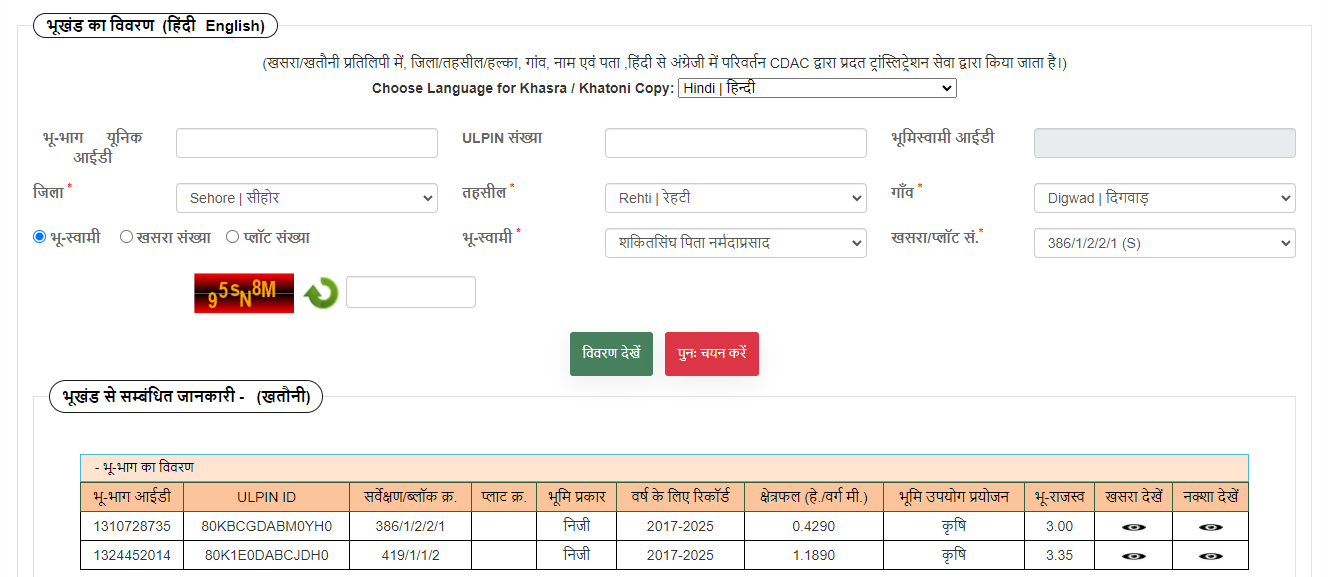 भूखंड का विवरण (हिंदी English)
(खसरा/खतौनी प्रतिलिपी में, जिला/तहसील/हल्का, गांव, नाम एवं पता ,हिंदी से अंग्रेजी में परिवर्तन CDAC द्वारा प्रदत ट्रांस्लिट्रेशन सेवा द्वारा किया जाता है।)
Choose Language for Khasra / Khatoni Copy: Hindi | हिन्दी
भू-भाग यूनिक आईडी ULPIN संख्या भूमिस्वामी आईडी
जिला * Sehore | सीहोर तहसील * Rehti | रेहटी गाँव * Digwad | दिगवाड़
भू-स्वामी खसरा संख्या प्लॉट संख्या भू-स्वामी * शकितसिंघ पिता नर्मदाप्रसाद खसरा/प्लॉट सं.* 386/1/2/2/1 (S)
95sN8M
विवरण देखें पुनः चयन करें
भूखंड से सम्बंधित जानकारी - (खतौनी)
- भू-भाग का विवरण
भू-भाग आईडी ULPIN ID सर्वेक्षण/ब्लॉक क्र. प्लाट क्र. भूमि प्रकार वर्ष के लिए रिकॉर्ड क्षेत्रफल (हे./वर्ग मी.) भूमि उपयोग प्रयोजन भू-राजस्व खसरा देखें नक्शा देखें
1310728735 80KBCGDABM0YH0 386/1/2/2/1 निजी 2017-2025 0.4290 कृषि 3.00
1324452014 80K1E0DABCJDH0 419/1/1/2 निजी 2017-2025 1.1890 कृषि 3.35